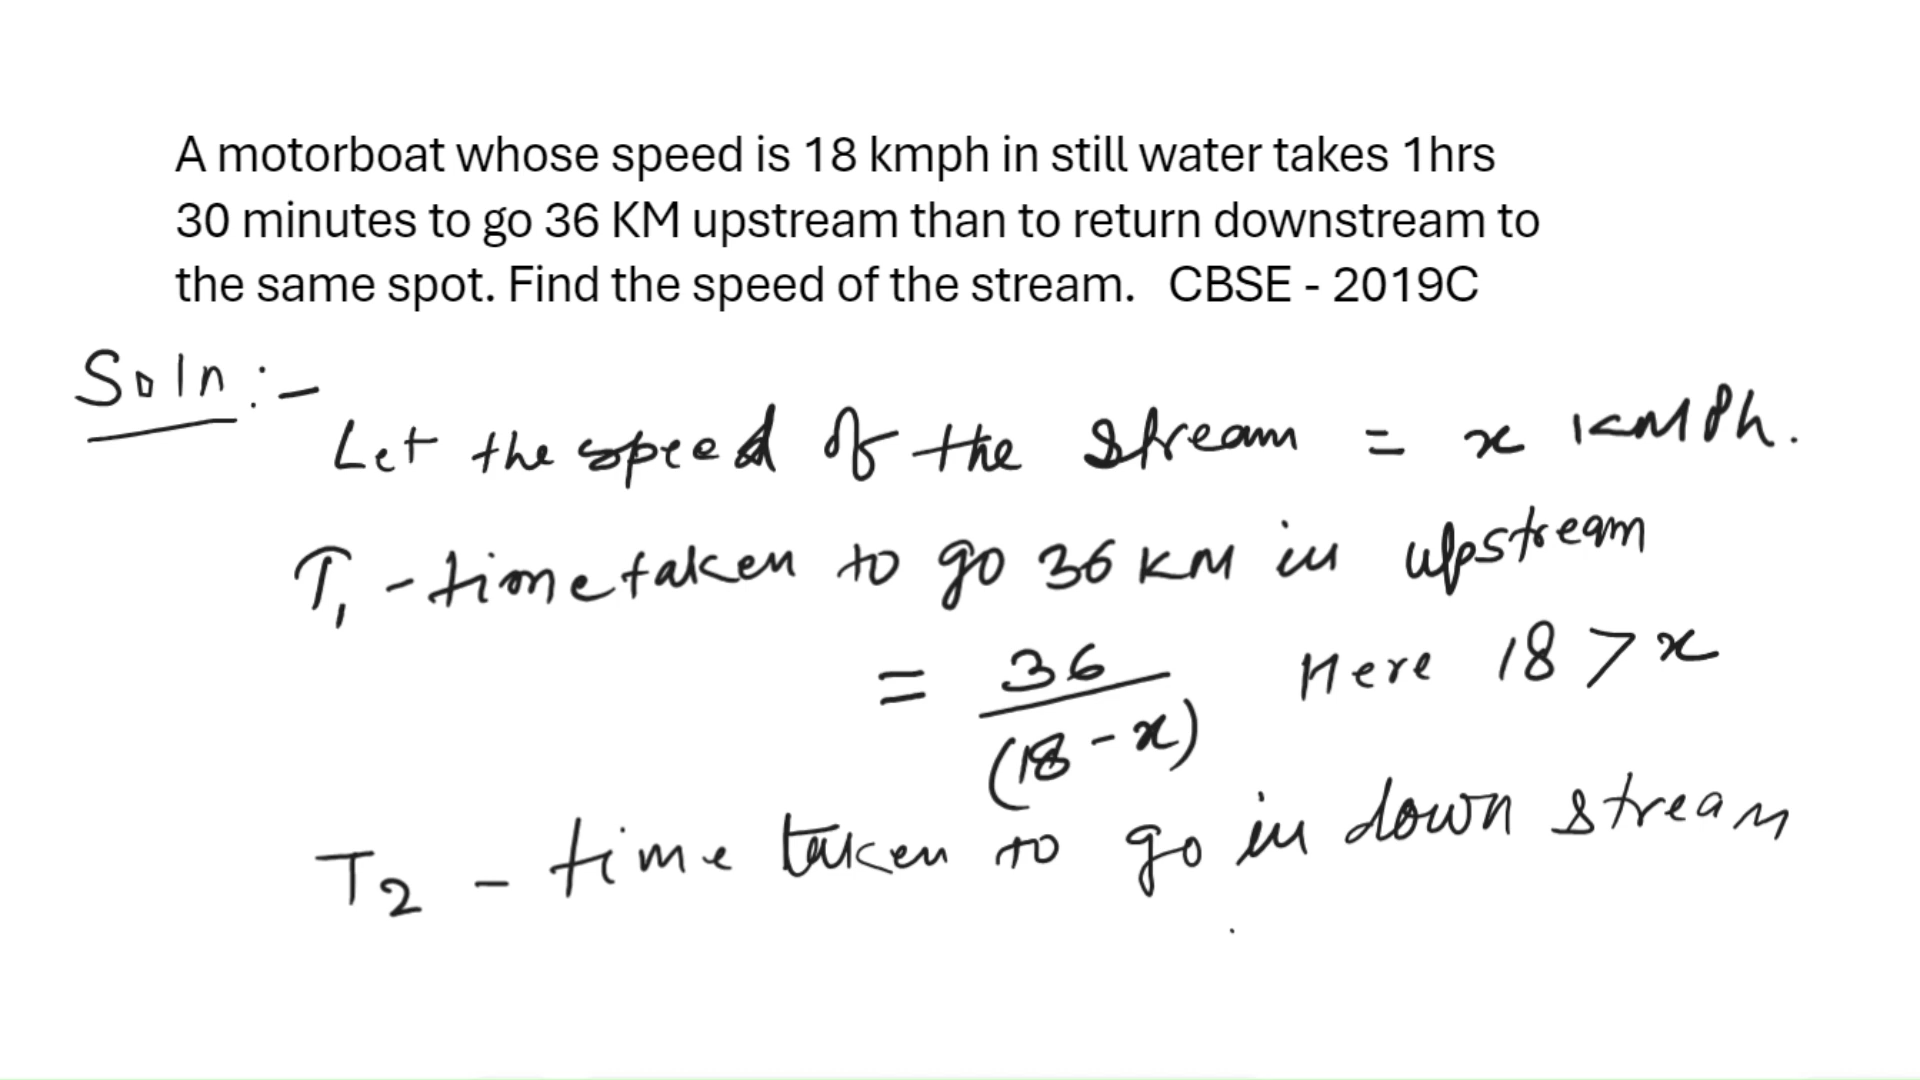 A motorboat whose speed is 18 kmph in still water takes 1hrs
30 minutes to go 36 KM upstream than to return downstream to
the same spot. Find the speed of the stream. CBSE - 2019C
Soln :-
Let the speed of the stream = x KMPh.
T₁ - time taken to go 36 KM in upstream
= 36/(18 - x) Here 18 > x
T₂ - time taken to go in down stream